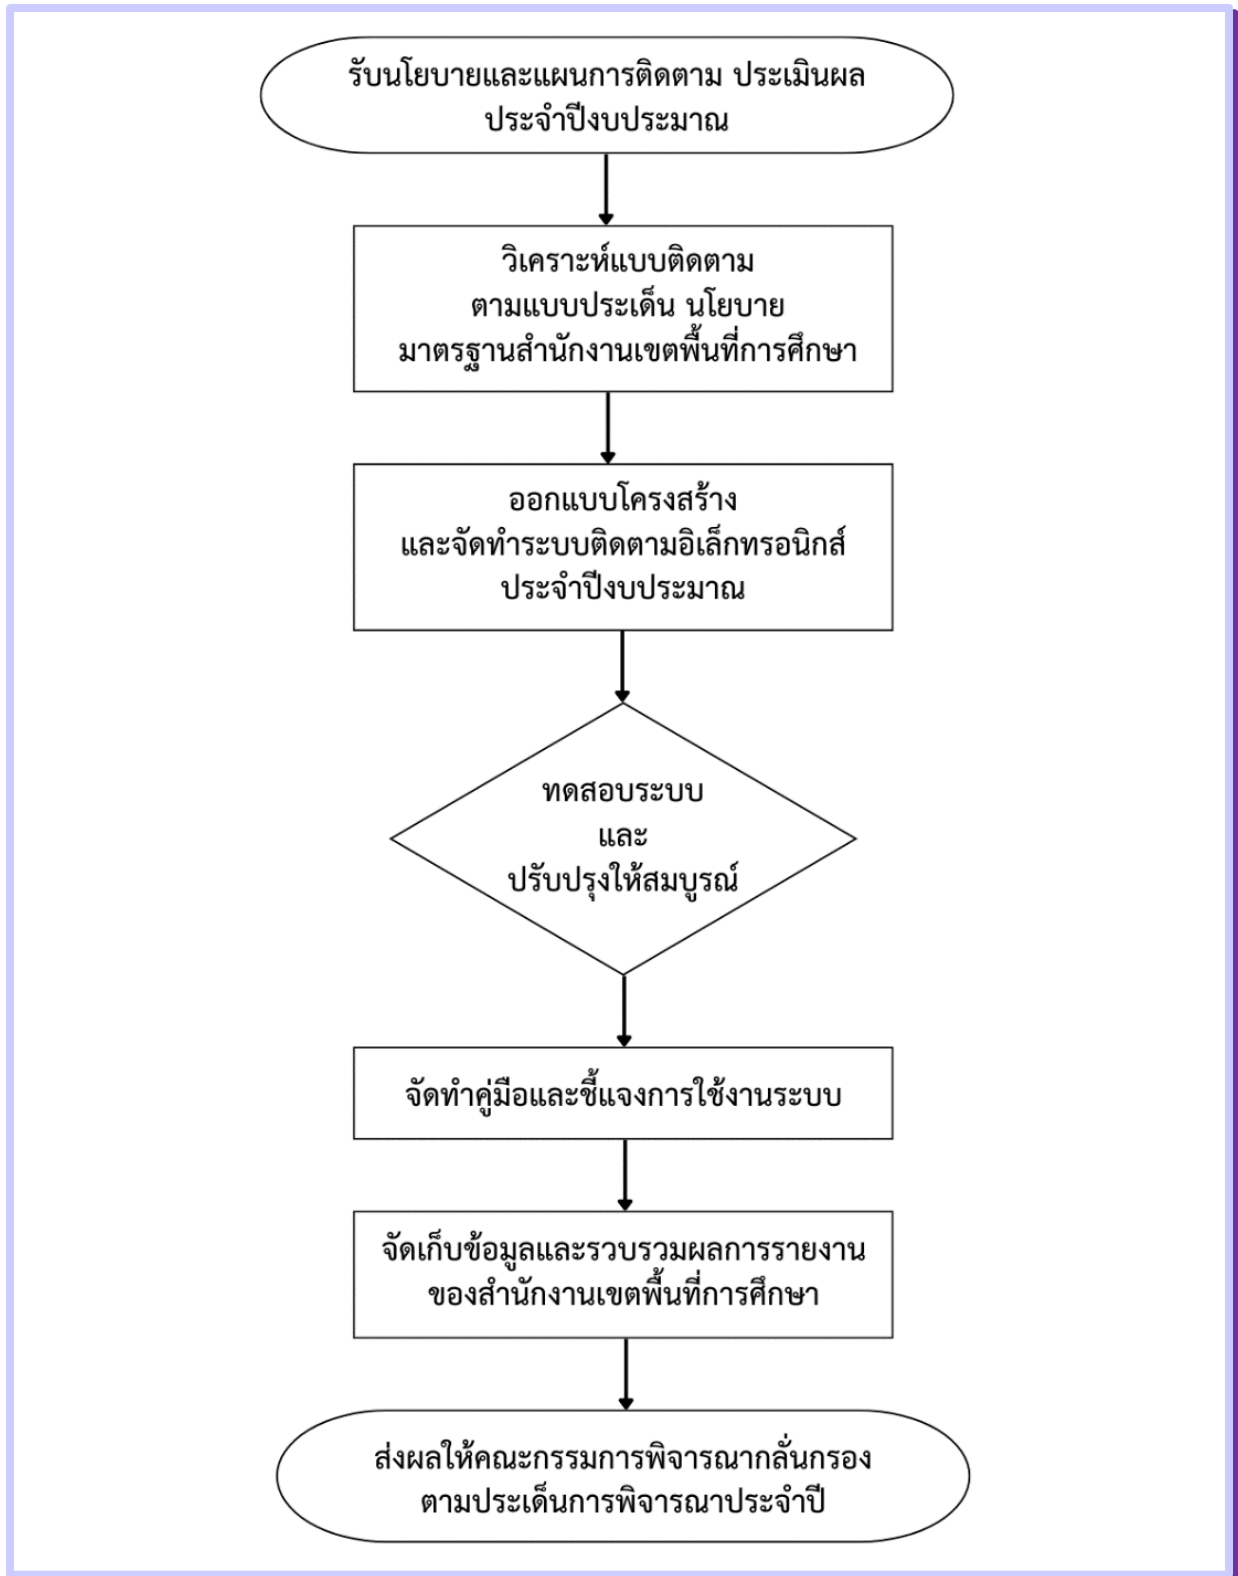 รับนโยบายและแผนการติดตาม ประเมินผล
ประจำปีงบประมาณ
วิเคราะห์แบบติดตาม
ตามแบบประเด็น นโยบาย
มาตรฐานสำนักงานเขตพื้นที่การศึกษา
ออกแบบโครงสร้าง
และจัดทำระบบติดตามอิเล็กทรอนิกส์
ประจำปีงบประมาณ
ทดสอบระบบ
และ
ปรับปรุงให้สมบูรณ์
จัดทำคู่มือและชี้แจงการใช้งานระบบ
จัดเก็บข้อมูลและรวบรวมผลการรายงาน
ของสำนักงานเขตพื้นที่การศึกษา
ส่งผลให้คณะกรรมการพิจารณากลั่นกรอง
ตามประเด็นการพิจารณาประจำปี